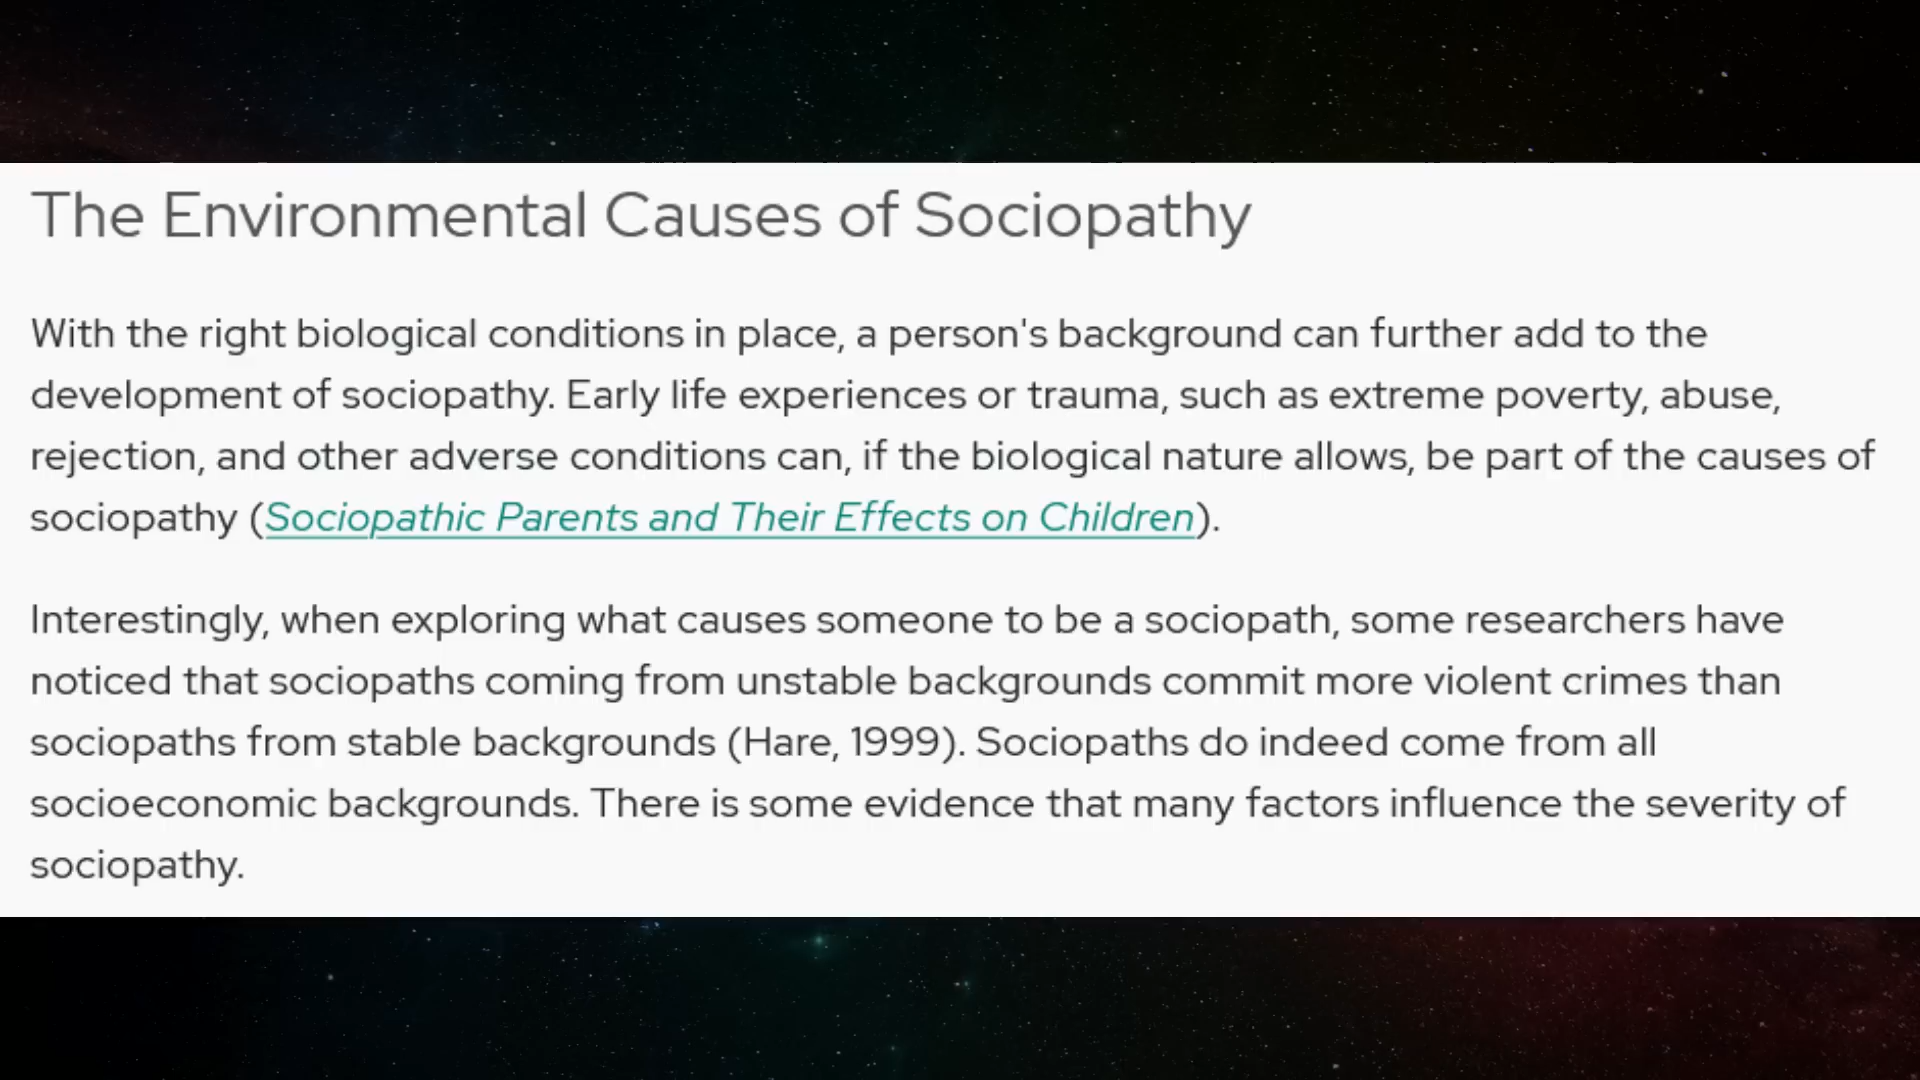 The Environmental Causes of Sociopathy
With the right biological conditions in place, a person's background can further add to the
development of sociopathy. Early life experiences or trauma, such as extreme poverty, abuse,
rejection, and other adverse conditions can, if the biological nature allows, be part of the causes of
sociopathy (Sociopathic Parents and Their Effects on Children).
Interestingly, when exploring what causes someone to be a sociopath, some researchers have
noticed that sociopaths coming from unstable backgrounds commit more violent crimes than
sociopaths from stable backgrounds (Hare, 1999). Sociopaths do indeed come from all
socioeconomic backgrounds. There is some evidence that many factors influence the severity of
sociopathy.